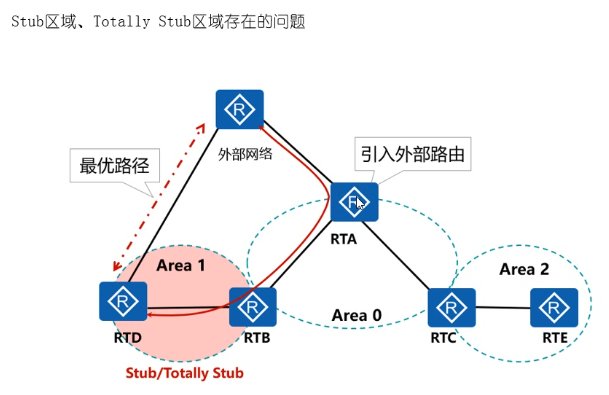 Stub区域、Totally Stub区域存在的问题
R
最优路径
外部网络
引入外部路由
R
RTA
Area 1
Area 2
R
R
Area 0
R
R
RTD
RTB
RTC
RTE
Stub/Totally Stub